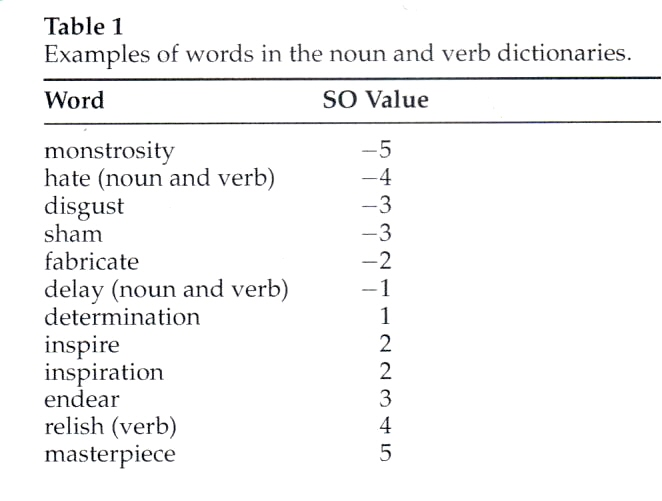 Table 1
Examples of words in the noun and verb dictionaries.
Word SO Value
monstrosity −5
hate (noun and verb) −4
disgust −3
sham −3
fabricate −2
delay (noun and verb) −1
determination 1
inspire 2
inspiration 2
endear 3
relish (verb) 4
masterpiece 5